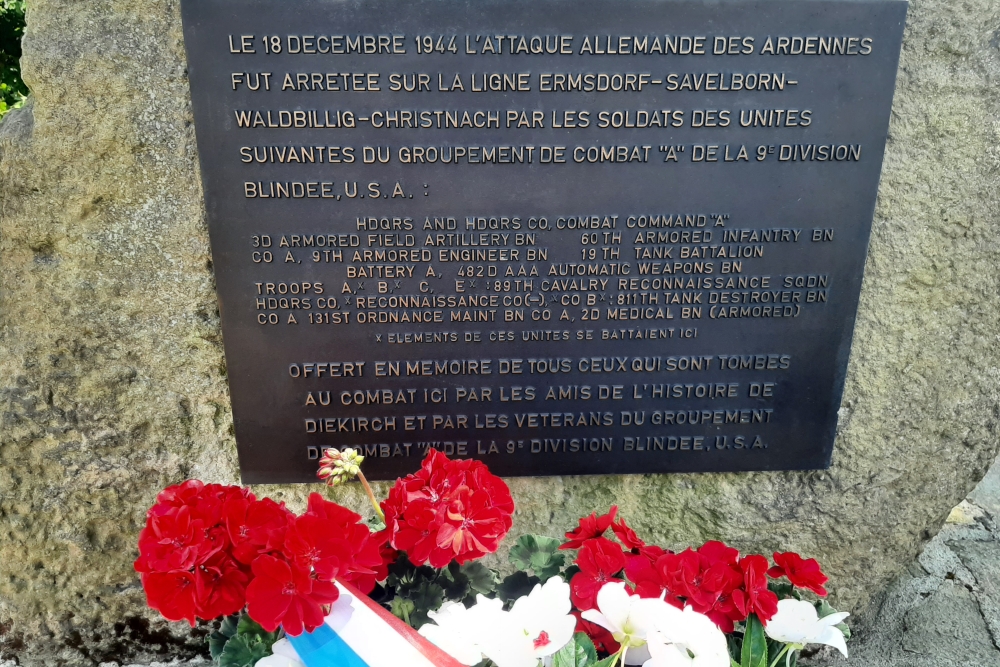 LE 18 DECEMBRE 1944 L'ATTAQUE ALLEMANDE DES ARDENNES
FUT ARRETEE SUR LA LIGNE ERMSDORF-SAVELBORN-
WALDBILLIG-CHRISTNACH PAR LES SOLDATS DES UNITES
SUIVANTES DU GROUPEMENT DE COMBAT "A" DE LA 9E DIVISION
BLINDEE, U.S.A. :
HDQRS AND HDQRS CO, COMBAT COMMAND "A"
3D ARMORED FIELD ARTILLERY BN 60TH ARMORED INFANTRY BN
CO A, 9TH ARMORED ENGINEER BN 19TH TANK BATTALION
BATTERY A, 482D AAA AUTOMATIC WEAPONS BN
TROOPS A,x B,x C, Ex : 89TH CAVALRY RECONNAISSANCE SQDN
HDQRS CO,x RECONNAISSANCE CO(-),x CO Bx : 811TH TANK DESTROYER BN
CO A 131ST ORDNANCE MAINT BN CO A, 2D MEDICAL BN (ARMORED)
x ELEMENTS DE CES UNITES SE BATTAIENT ICI
OFFERT EN MEMOIRE DE TOUS CEUX QUI SONT TOMBES
AU COMBAT ICI PAR LES AMIS DE L'HISTOIRE DE
DIEKIRCH ET PAR LES VETERANS DU GROUPEMENT
DE COMBAT "A" DE LA 9E DIVISION BLINDEE, U.S.A.